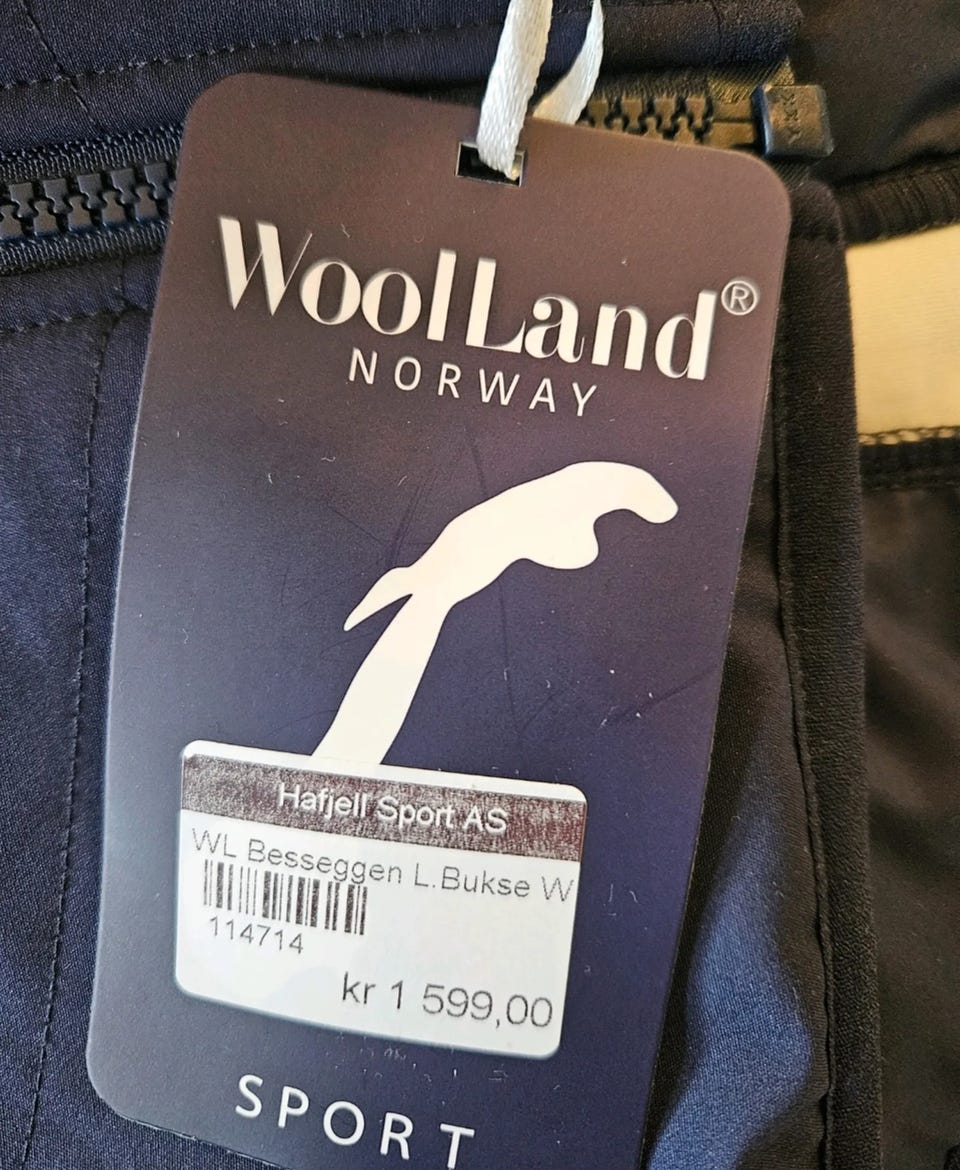 WoolLand®
NORWAY
Hafjell Sport AS
WL Besseggen L.Bukse W
114714
kr 1 599,00
SPORT